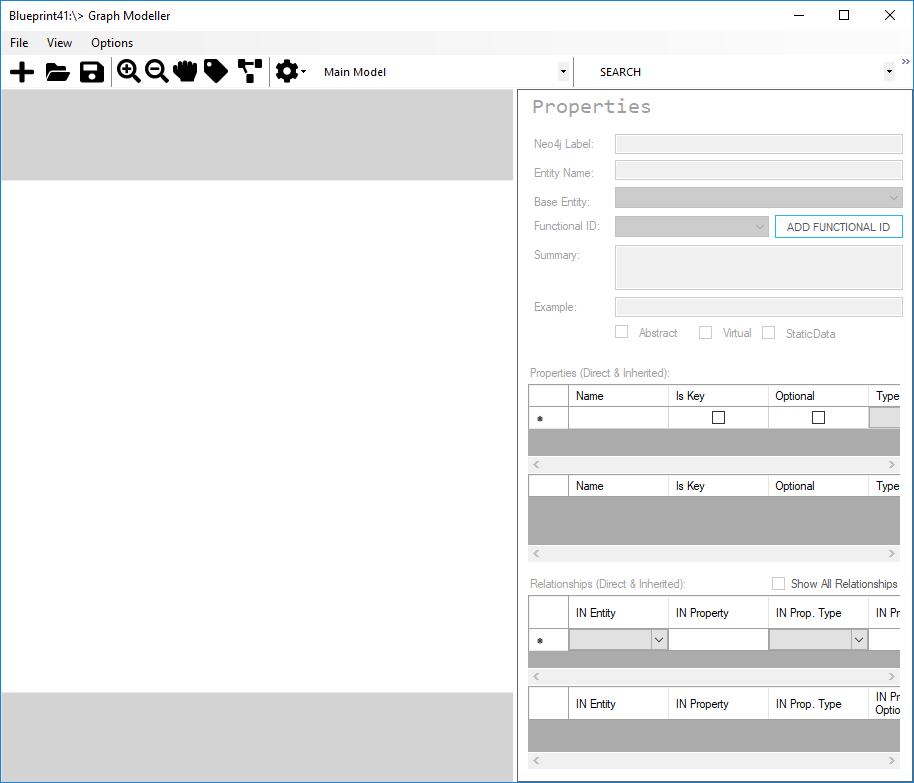 Blueprint41:\> Graph Modeller
File View Options
Main Model SEARCH
Properties
Neo4j Label:
Entity Name:
Base Entity:
Functional ID: ADD FUNCTIONAL ID
Summary:
Example:
Abstract Virtual StaticData
Properties (Direct & Inherited):
Name Is Key Optional Type
Name Is Key Optional Type
Relationships (Direct & Inherited): Show All Relationships
IN Entity IN Property IN Prop. Type IN Pr
IN Entity IN Property IN Prop. Type IN Pr
Optio